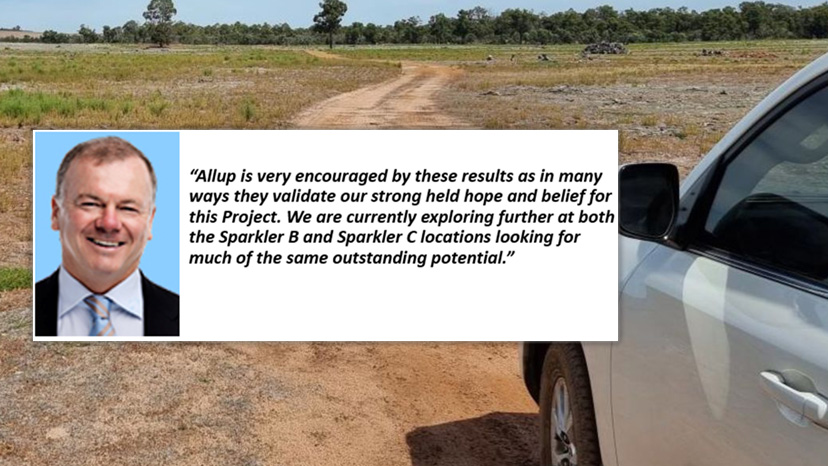 “Allup is very encouraged by these results as in many
ways they validate our strong held hope and belief for
this Project. We are currently exploring further at both
the Sparkler B and Sparkler C locations looking for
much of the same outstanding potential.”